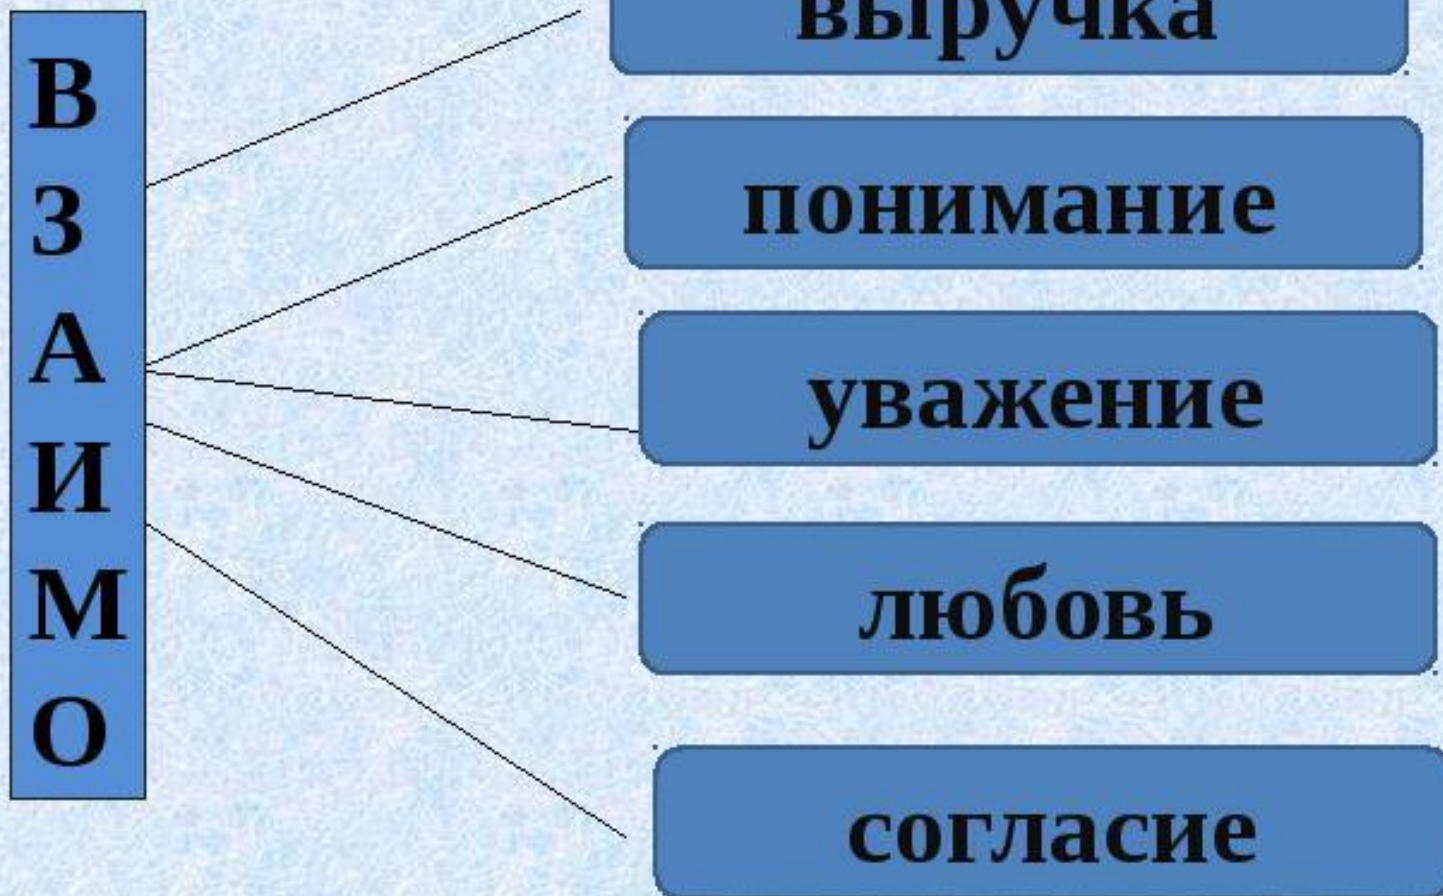 В
З
А
И
М
О
выручка
понимание
уважение
любовь
согласие